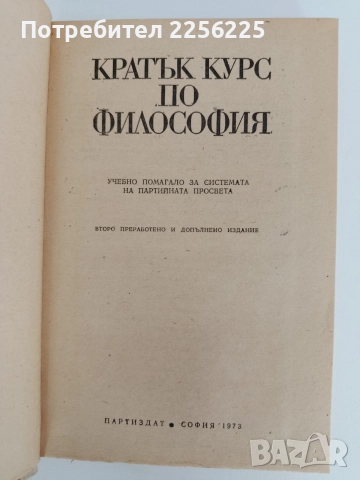 Потребител 2256225
КРАТЪК КУРС
ПО
ФИЛОСОФИЯ
УЧЕБНО ПОМАГАЛО ЗА СИСТЕМАТА
НА ПАРТИЙНАТА ПРОСВЕТА
ВТОРО ПРЕРАБОТЕНО И ДОПЪЛНЕНО ИЗДАНИЕ
ПАРТИЗДАТ • СОФИЯ '1973
BAZAR